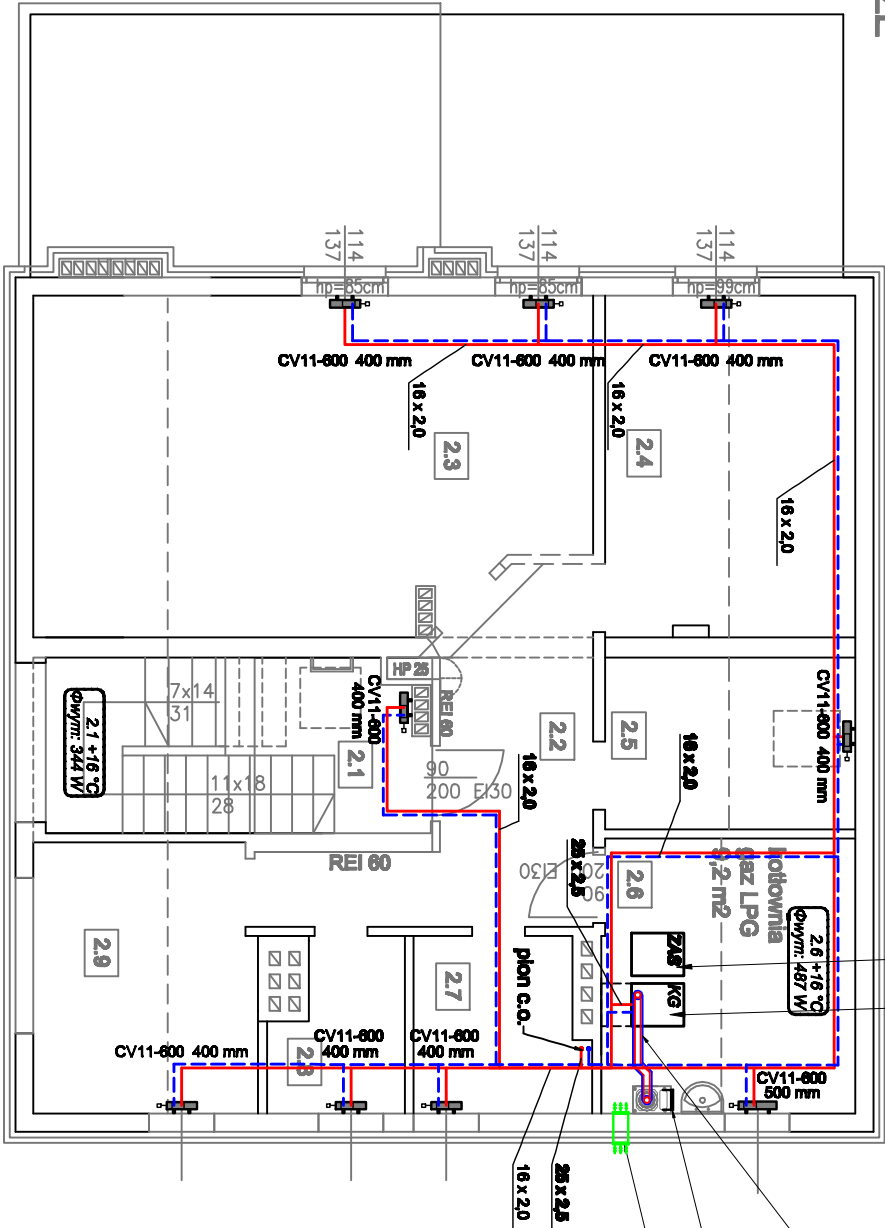 114
137
114
137
114
137
hp=85cm
hp=85cm
hp=99cm
CV11-600 400 mm
CV11-600 400 mm
CV11-600 400 mm
16 x 2,0
16 x 2,0
2.3
2.4
16 x 2,0
HP 25
REI 60
CV11-600
400 mm
7x14
31
2.1 +16 °C
Φwym: 344 W
2.1
2.2
2.5
CV11-600 400 mm
16 x 2,0
90
200 EI30
16 x 2,0
11x18
28
REI 60
25 x 2,5
90
EI30
2.6
kotłownia
gaz LPG
9,2 m2
2.6 +16 °C
Φwym: 487 W
ZAS
KG
2.9
2.7
pion c.o.
2.8
CV11-600 400 mm
CV11-600
400 mm
CV11-600
400 mm
CV11-600
500 mm
25 x 2,5
16 x 2,0